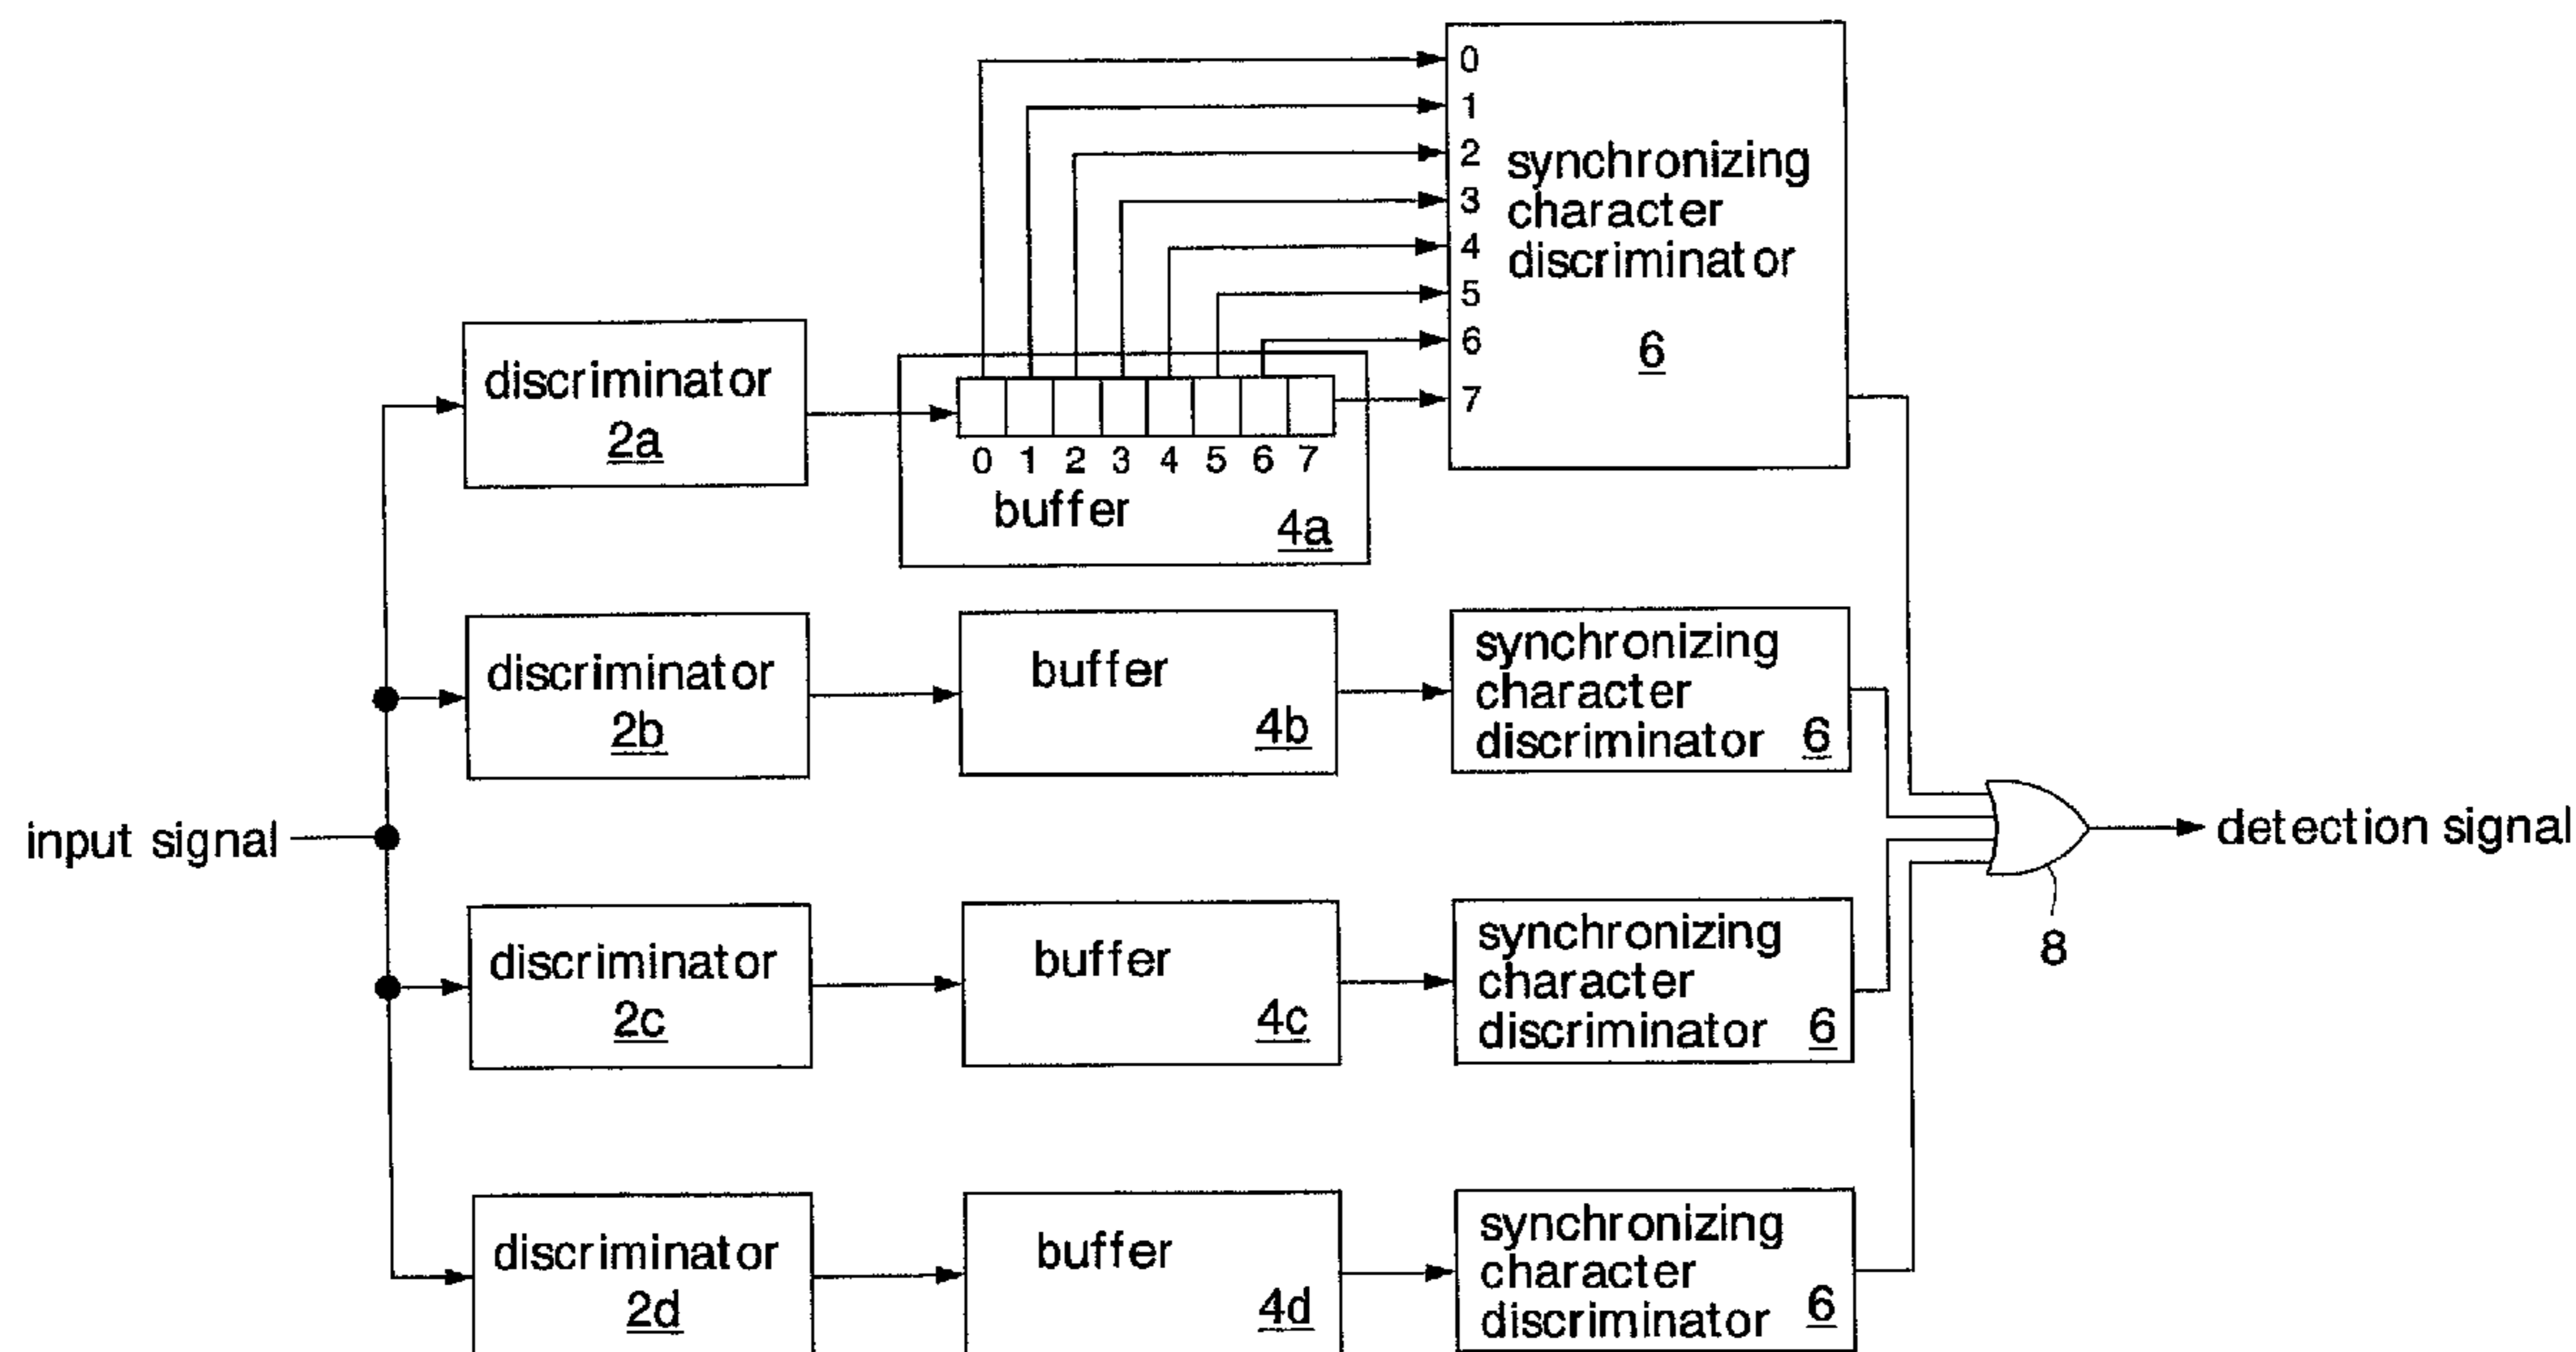 0
1
2
3
4
5
6
7
synchronizing
character
discriminator
6
discriminator
2a
0 1 2 3 4 5 6 7
buffer
4a
discriminator
2b
buffer
4b
synchronizing
character
discriminator 6
input signal
detection signal
8
discriminator
2c
buffer
4c
synchronizing
character
discriminator 6
discriminator
2d
buffer
4d
synchronizing
character
discriminator 6